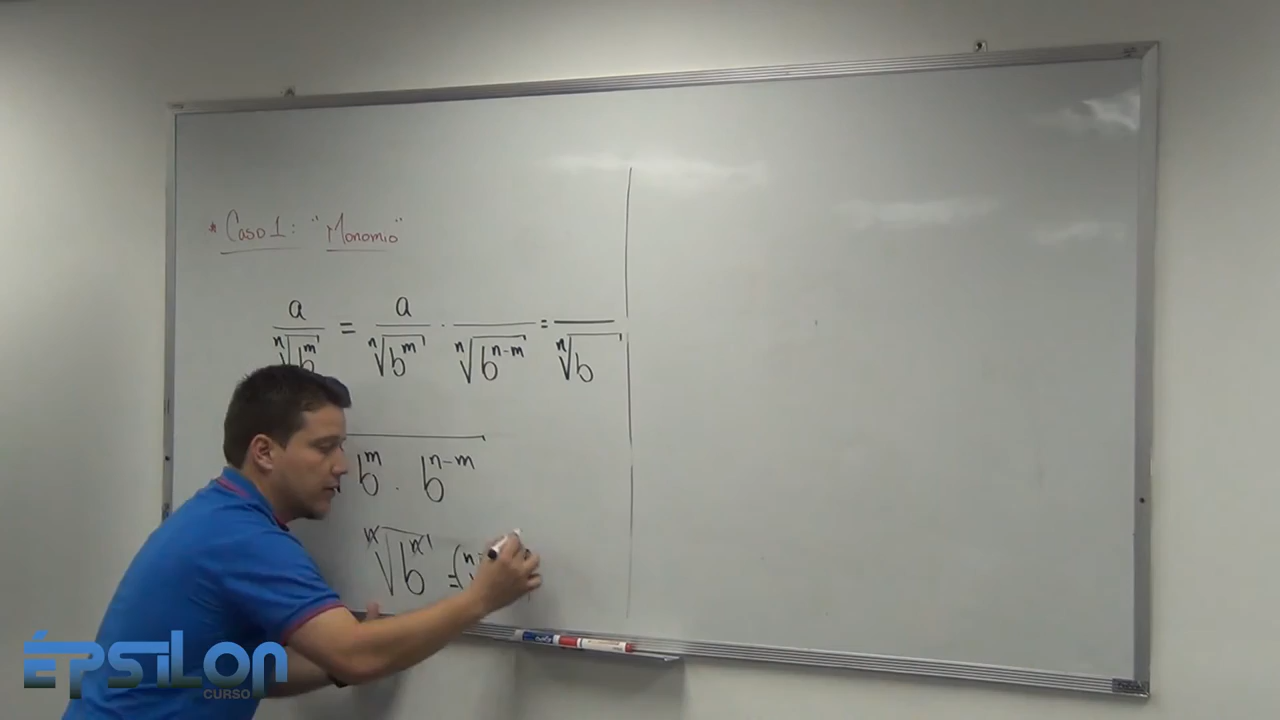 * Caso 1: "Monomio"
a/ⁿ√bᵐ = a/ⁿ√bᵐ · /ⁿ√bⁿ⁻ᵐ = /ⁿ√b
bᵐ . bⁿ⁻ᵐ
ⁿ√bⁿ =(ⁿ
ÉPSILON
CURSO